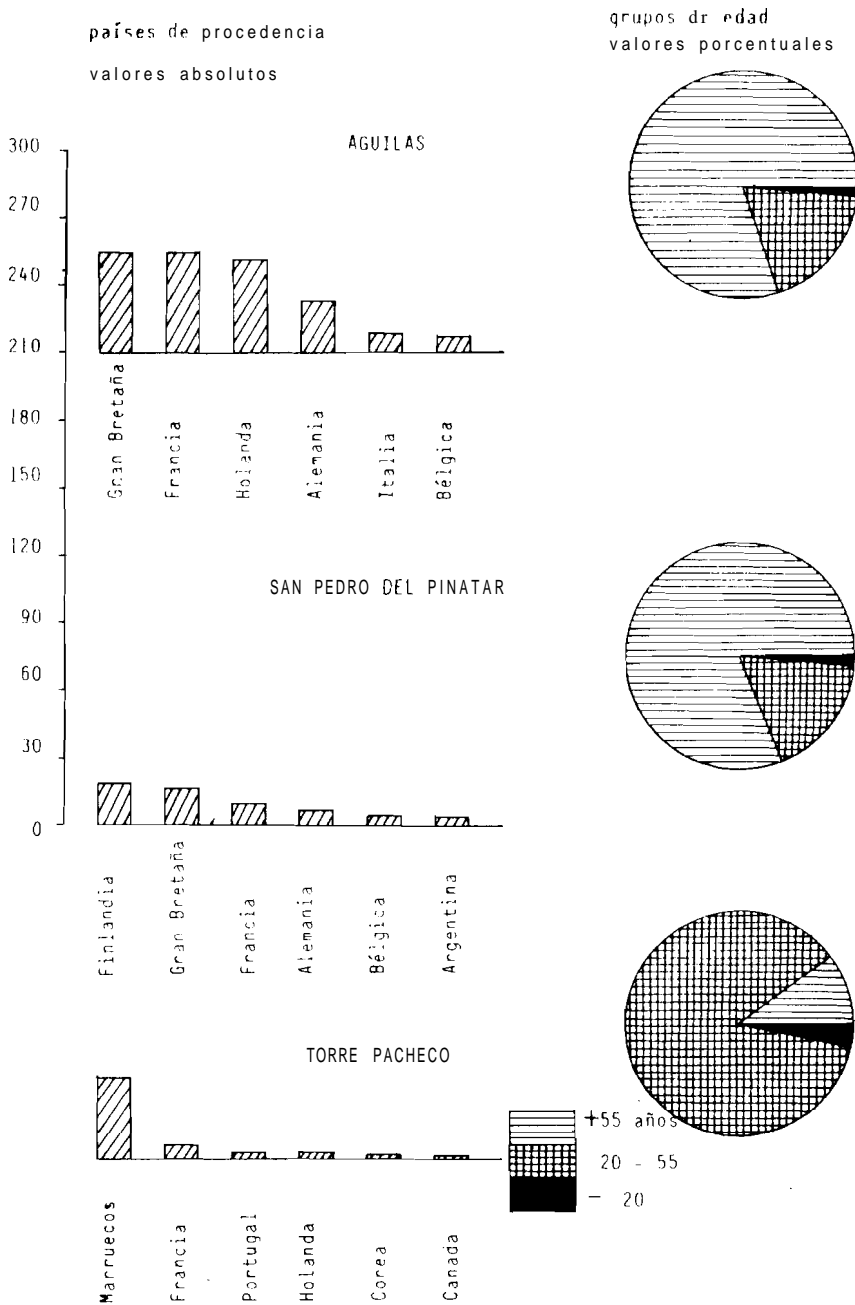 países de procedencia
valores absolutos
grupos dr edad
valores porcentuales
AGUILAS
300
270
240
210
180
150
120
90
60
30
0
Gran Bretaña
Francia
Holanda
Alemania
Italia
Bélgica
SAN PEDRO DEL PINATAR
Finlandia
Gran Bretaña
Francia
Alemania
Bélgica
Argentina
TORRE PACHECO
Marruecos
Francia
Portugal
Holanda
Corea
Canada
+55 años
20 - 55
- 20